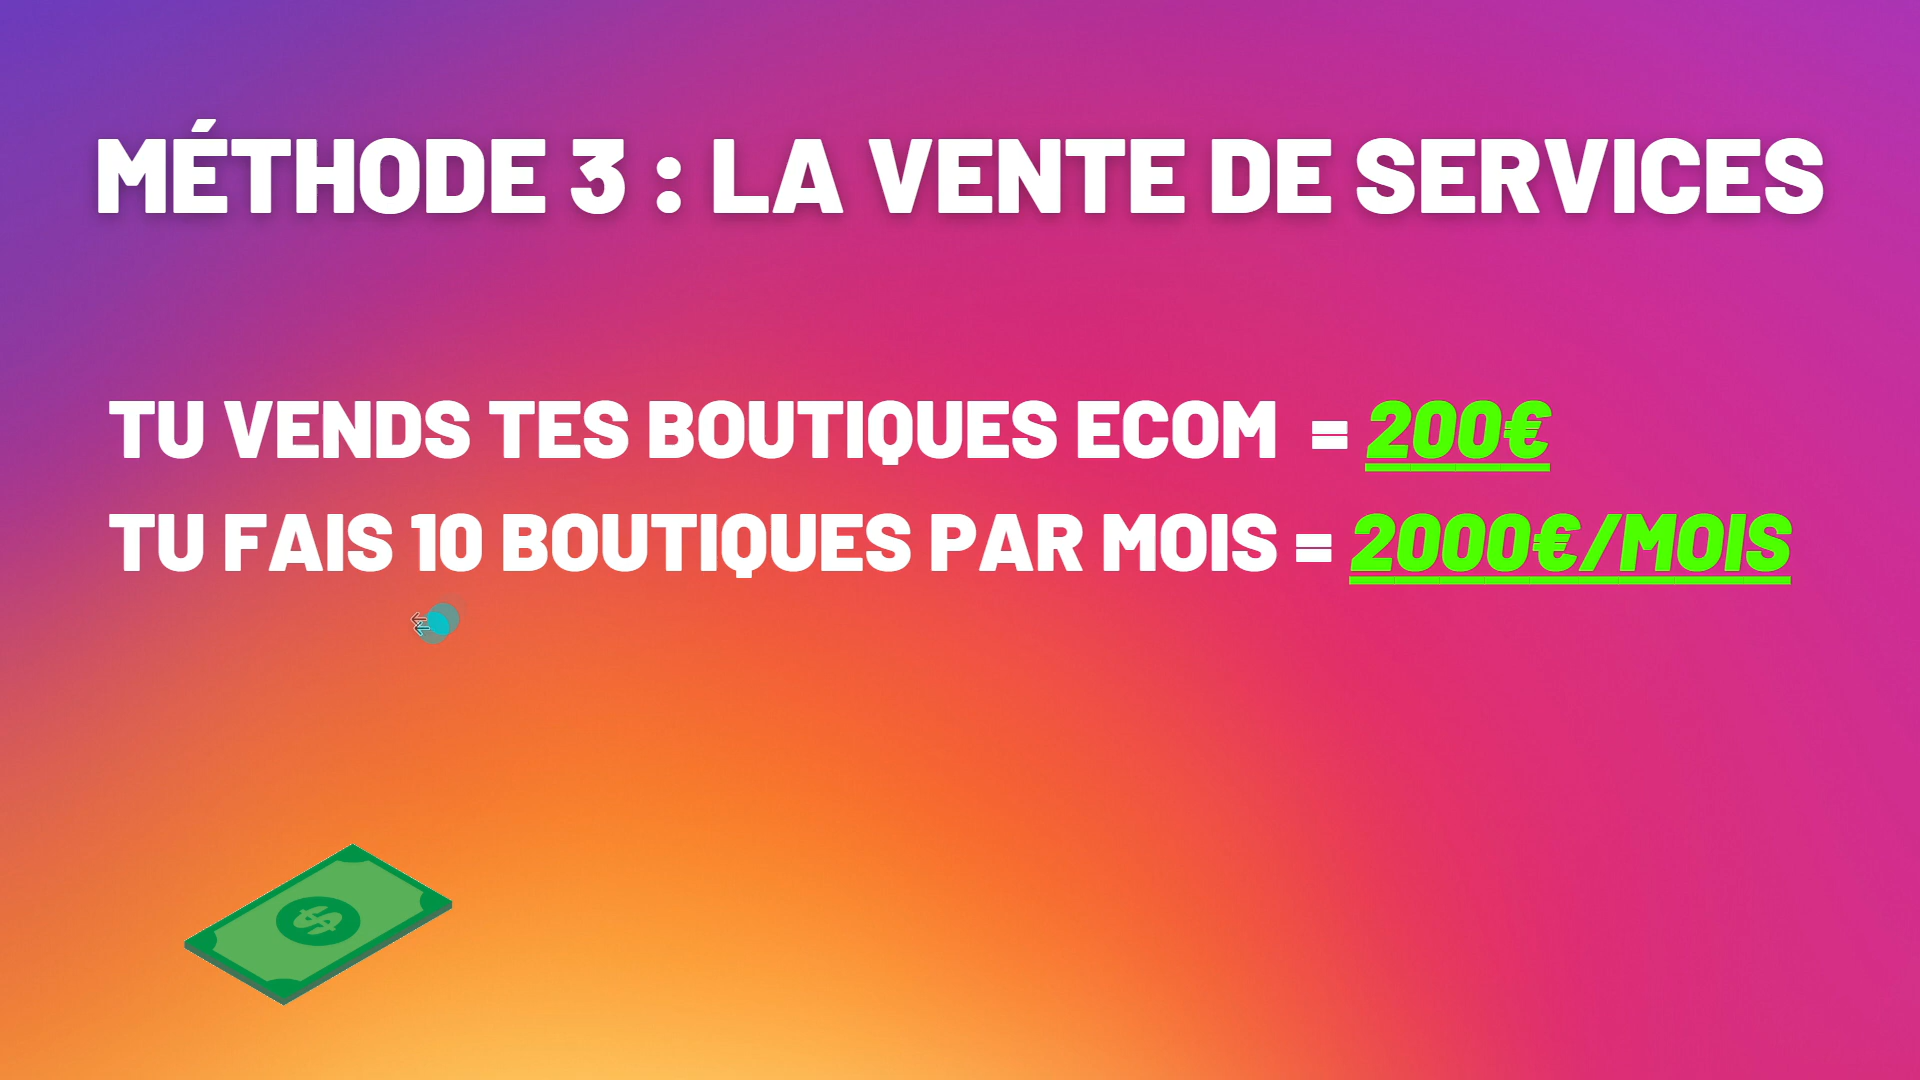 MÉTHODE 3 : LA VENTE DE SERVICES
TU VENDS TES BOUTIQUES ECOM = 200€
TU FAIS 10 BOUTIQUES PAR MOIS = 2000€/MOIS
$